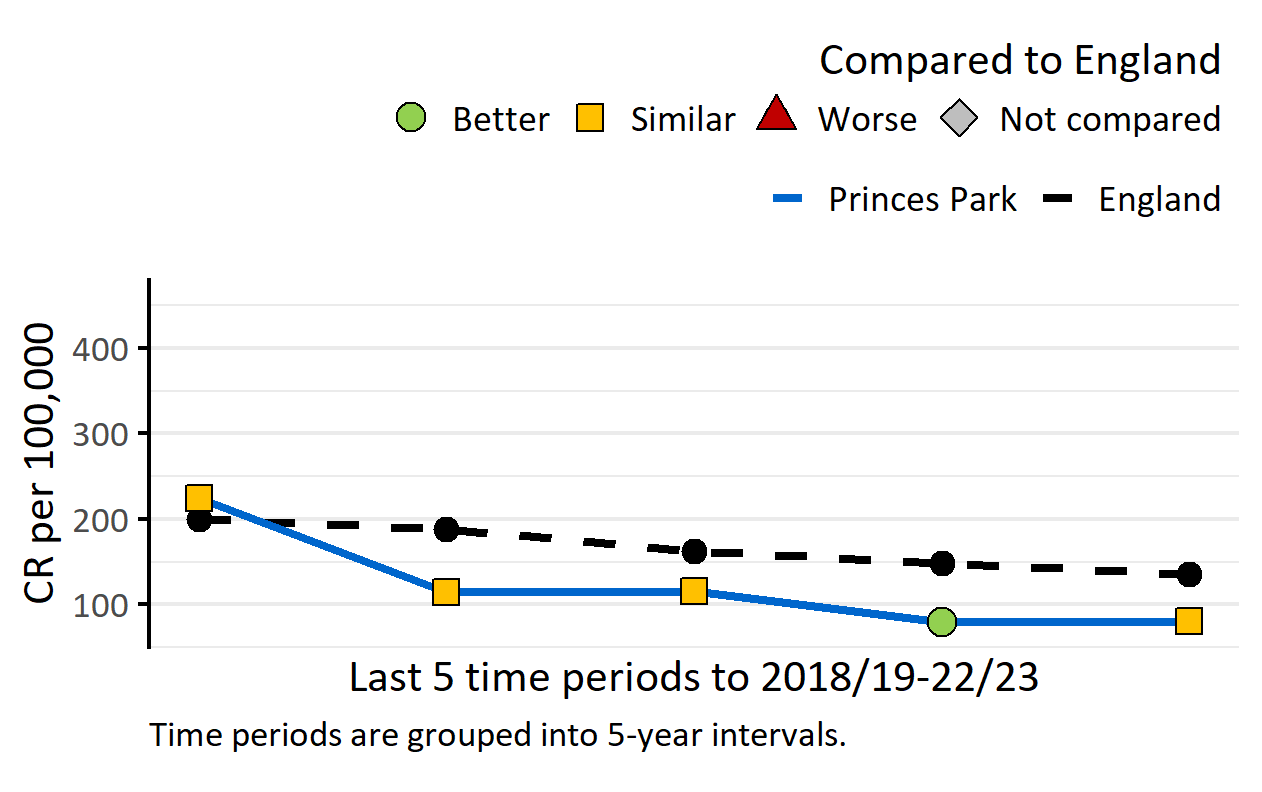 Compared to England
Better Similar Worse Not compared
Princes Park England
CR per 100,000
400
300
200
100
Last 5 time periods to 2018/19-22/23
Time periods are grouped into 5-year intervals.